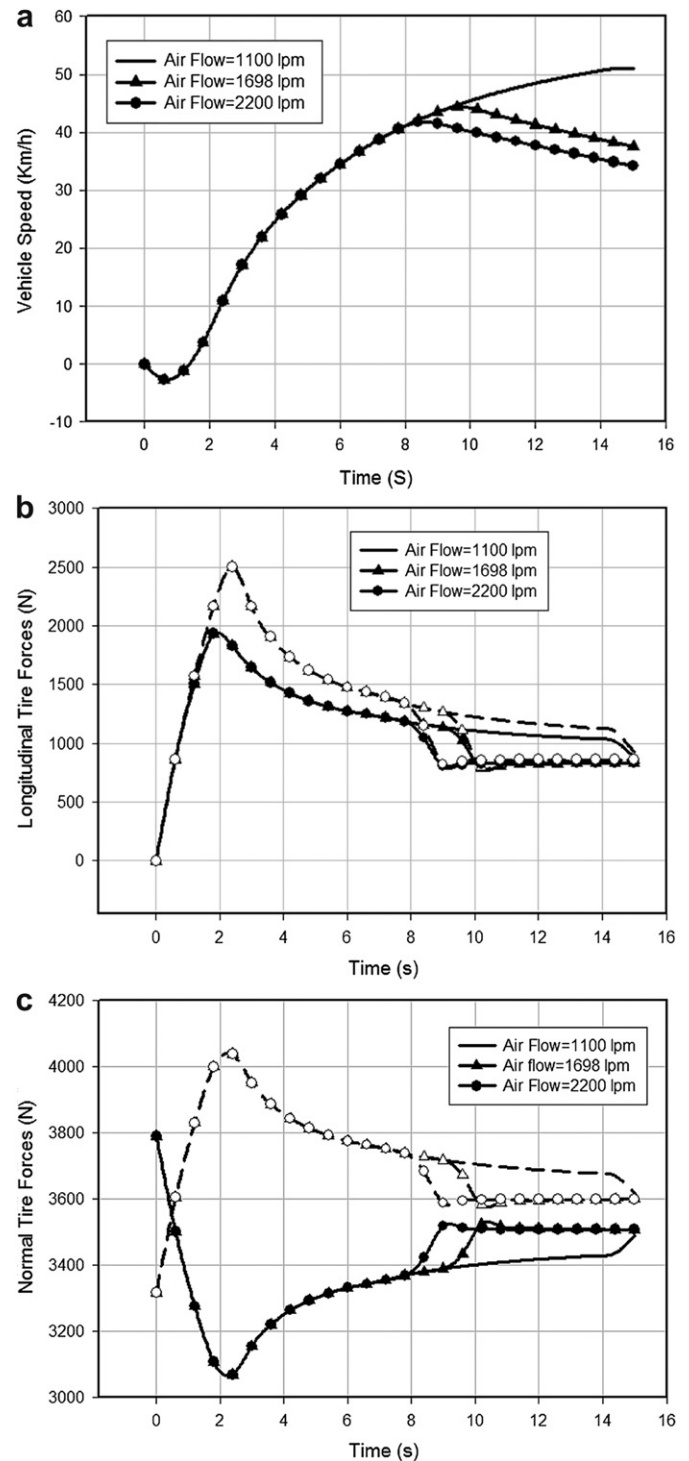 a
60
50
40
30
20
10
0
-10
Vehicle Speed (Km/h)
Air Flow=1100 lpm
Air Flow=1698 lpm
Air Flow=2200 lpm
0 2 4 6 8 10 12 14 16
Time (S)
b
3000
2500
2000
1500
1000
500
0
Longitudinal Tire Forces (N)
Air Flow=1100 lpm
Air Flow=1698 lpm
Air Flow=2200 lpm
0 2 4 6 8 10 12 14 16
Time (s)
c
4200
4000
3800
3600
3400
3200
3000
Normal Tire Forces (N)
Air Flow=1100 lpm
Air flow=1698 lpm
Air Flow=2200 lpm
0 2 4 6 8 10 12 14 16
Time (s)